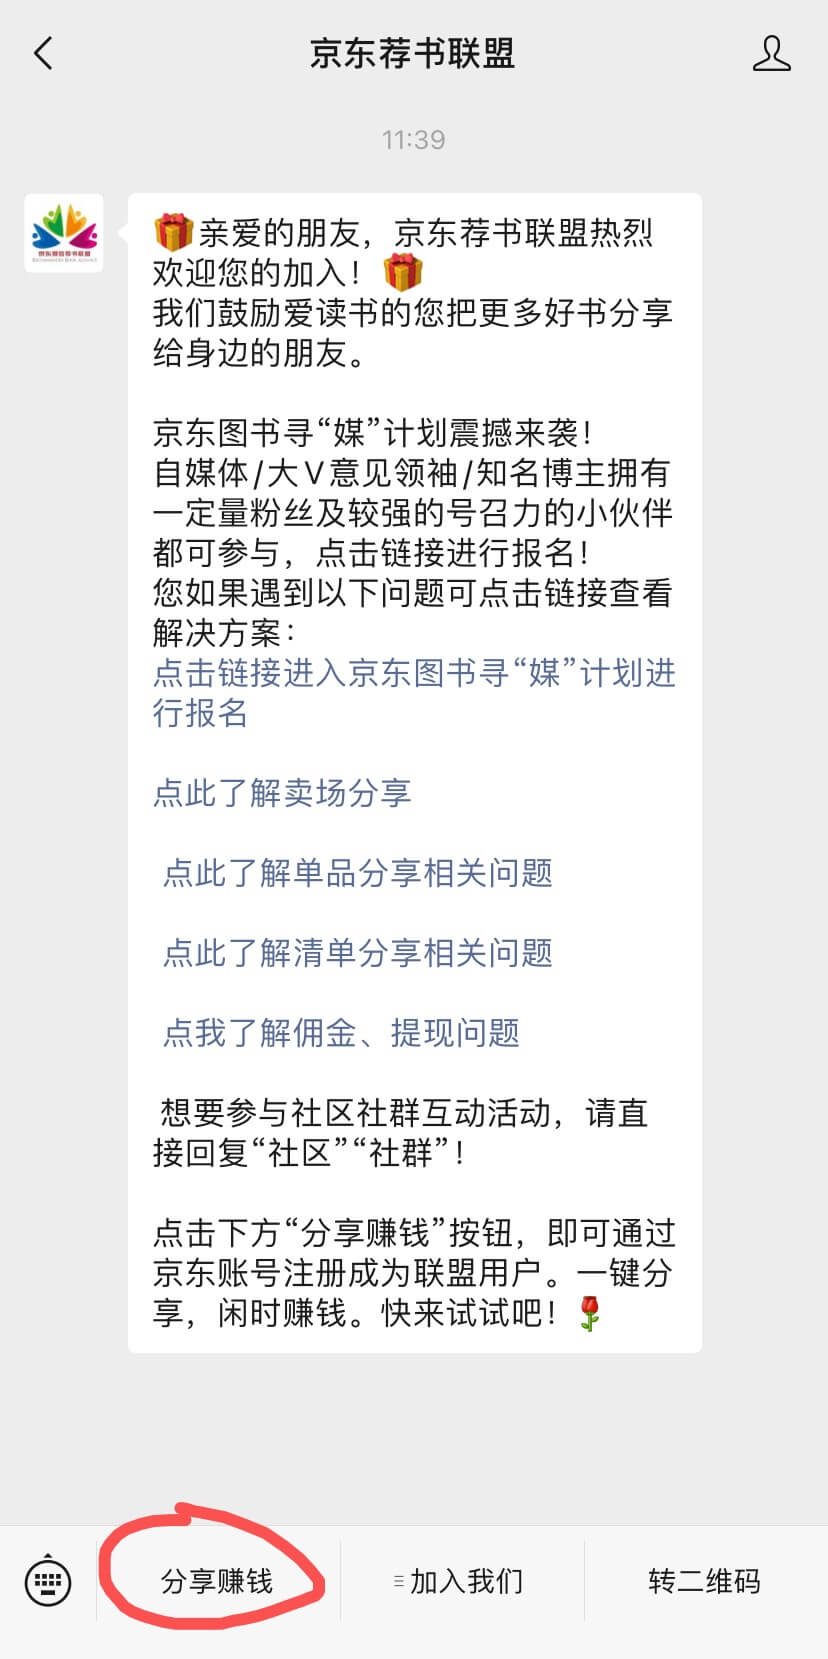 京东荐书联盟
11:39
🎁亲爱的朋友，京东荐书联盟热烈
欢迎您的加入！🎁
我们鼓励爱读书的您把更多好书分享
给身边的朋友。
京东图书寻“媒”计划震撼来袭！
自媒体/大V意见领袖/知名博主拥有
一定量粉丝及较强的号召力的小伙伴
都可参与，点击链接进行报名！
您如果遇到以下问题可点击链接查看
解决方案：
点击链接进入京东图书寻“媒”计划进
行报名
点此了解卖场分享
点此了解单品分享相关问题
点此了解清单分享相关问题
点我了解佣金、提现问题
想要参与社区社群互动活动，请直
接回复“社区”“社群”！
点击下方“分享赚钱”按钮，即可通过
京东账号注册成为联盟用户。一键分
享，闲时赚钱。快来试试吧！🌹
分享赚钱
加入我们
转二维码